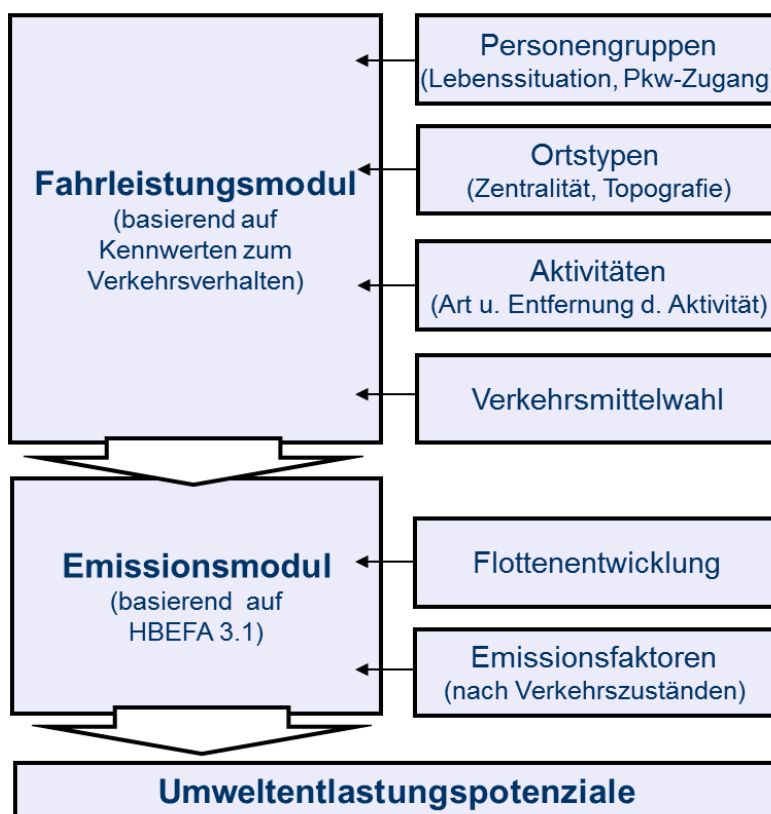 Fahrleistungsmodul
(basierend auf
Kennwerten zum
Verkehrsverhalten)
Personengruppen
(Lebenssituation, Pkw-Zugang)
Ortstypen
(Zentralität, Topografie)
Aktivitäten
(Art u. Entfernung d. Aktivität)
Verkehrsmittelwahl
Emissionsmodul
(basierend auf
HBEFA 3.1)
Flottenentwicklung
Emissionsfaktoren
(nach Verkehrszuständen)
Umweltentlastungspotenziale